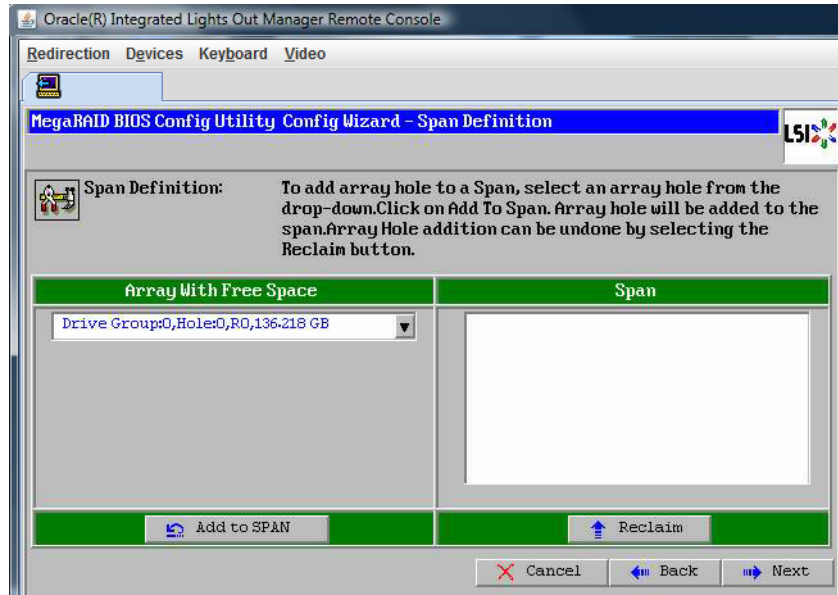 Oracle(R) Integrated Lights Out Manager Remote Console
Redirection Devices Keyboard Video
MegaRAID BIOS Config Utility Config Wizard - Span Definition
LSI
Span Definition: To add array hole to a Span, select an array hole from the
drop-down.Click on Add To Span. Array hole will be added to the
span.Array Hole addition can be undone by selecting the
Reclaim button.
Array With Free Space Span
Drive Group:0,Hole:0,R0,136.218 GB
Add to SPAN Reclaim
Cancel Back Next